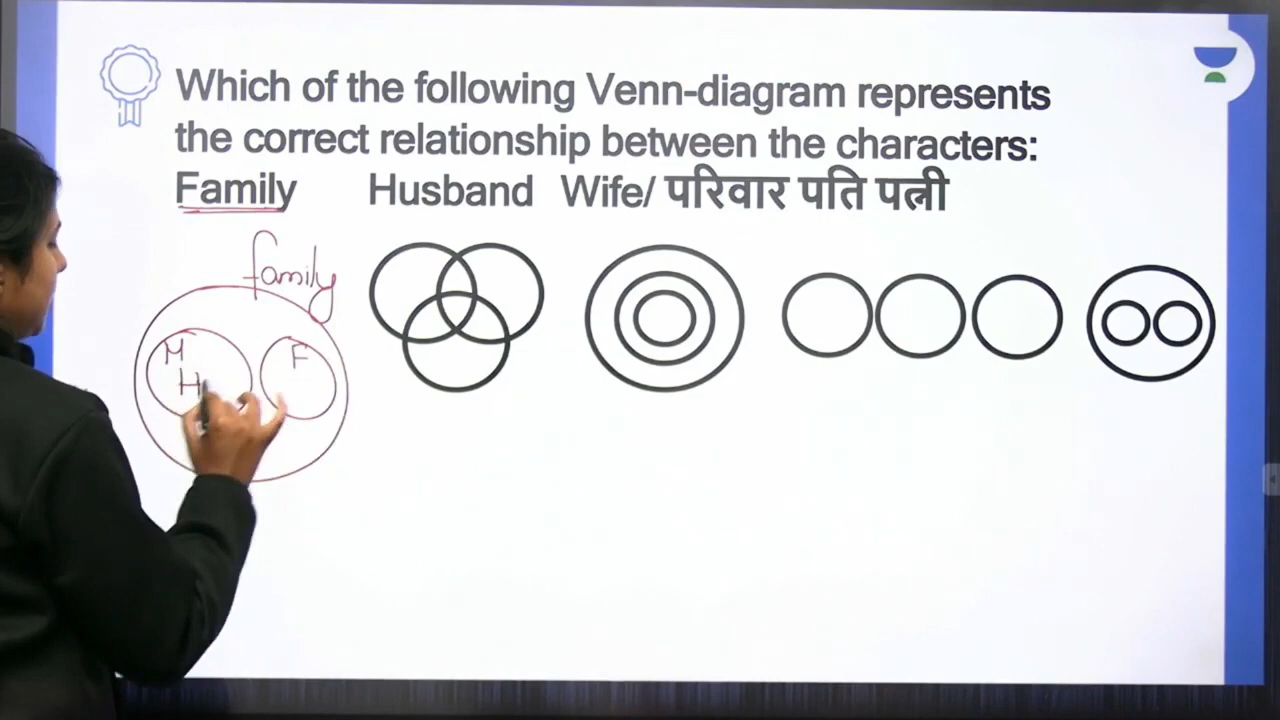 Which of the following Venn-diagram represents
the correct relationship between the characters:
Family Husband Wife/ परिवार पति पत्नी
family
M
F
H